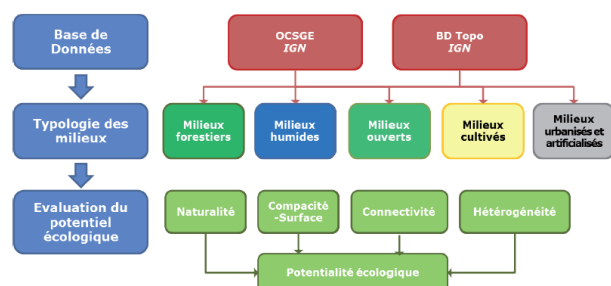 Base de
Données
OCSGE
IGN
BD Topo
IGN
Typologie des
milieux
Milieux
forestiers
Milieux
humides
Milieux
ouverts
Milieux
cultivés
Milieux
urbanisés et
artificialisés
Evaluation du
potentiel
écologique
Naturalité
Compacité
-Surface
Connectivité
Hétérogénéité
Potentialité écologique